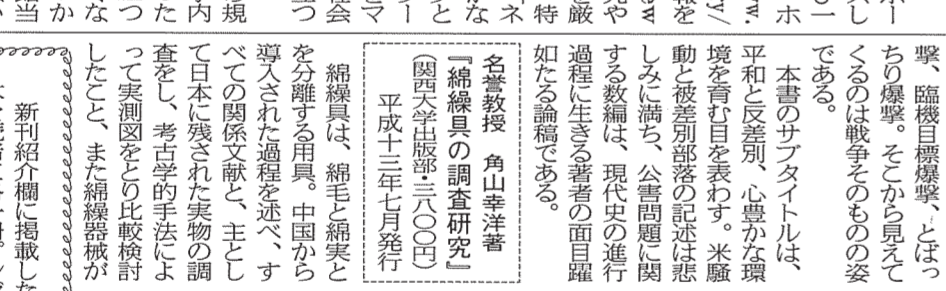 撃、臨機目標爆撃、とばっ
ちり爆撃。そこから見えて
くるのは戦争そのものの姿
である。
本書のサブタイトルは、
平和と反差別、心豊かな環
境を育む目を表わす。米騒
動と被差別部落の記述は悲
しみに満ち、公害問題に関
する数編は、現代史の進行
過程に生きる著者の面目躍
如たる論稿である。
名誉教授 角山幸洋著
『綿繰具の調査研究』
(関西大学出版部・三八〇〇円)
平成十三年七月発行
綿繰具は、綿毛と綿実と
を分離する用具。中国から
導入された過程を述べ、す
べての関係文献と、主とし
て日本に残された実物の調
査をし、考古学的手法によ
って実測図をとり比較検討
したこと、また綿繰器械が
新刊紹介欄に掲載した